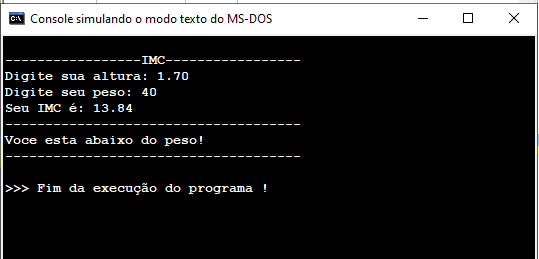 Console simulando o modo texto do MS-DOS
-----------------IMC-----------------
Digite sua altura: 1.70
Digite seu peso: 40
Seu IMC é: 13.84
-------------------------------------
Voce esta abaixo do peso!
-------------------------------------
>>> Fim da execução do programa !